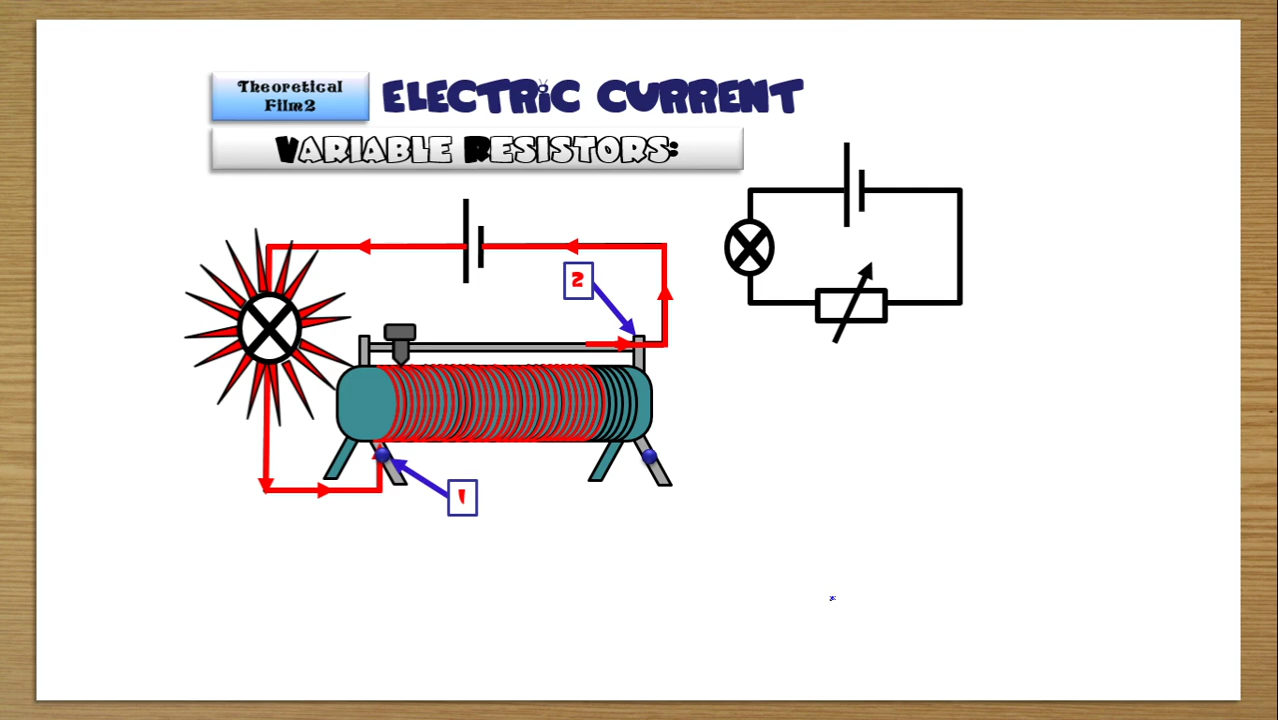 Theoretical
Film2
ELECTRiC CURRENT
VARIABLE RESISTORS:
2
1